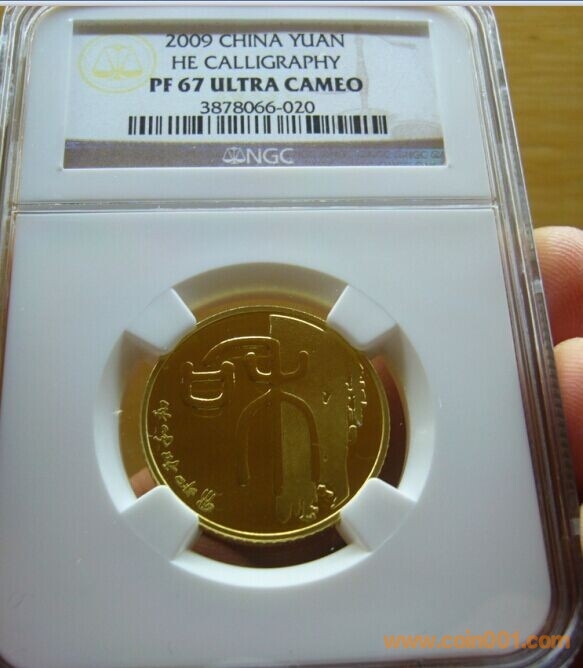 2009 CHINA YUAN
HE CALLIGRAPHY
PF 67 ULTRA CAMEO
3878066-020
NGC
www.coin001.com